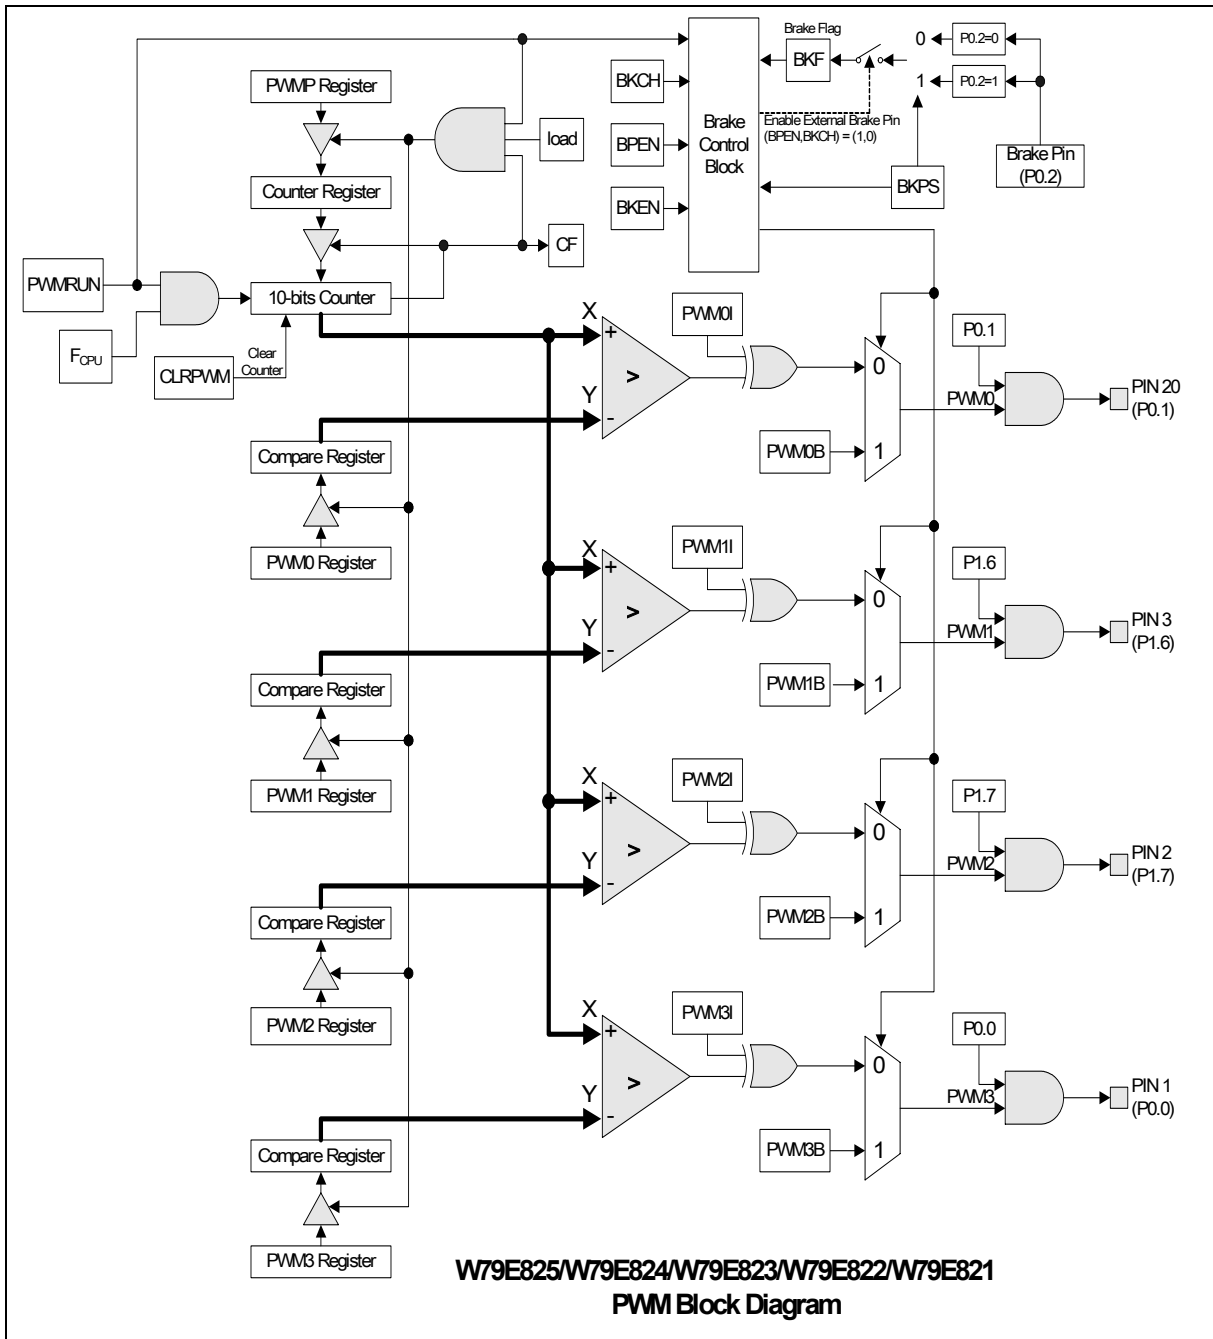 Brake Flag
0
P0.2=0
BKF
1
P0.2=1
PWMP Register
BKCH
load
Brake
Control
Block
Enable External Brake Pin
(BPEN,BKCH) = (1,0)
BPEN
Brake Pin
(P0.2)
Counter Register
BKPS
BKEN
CF
PWMRUN
10-bits Counter
FCPU
Clear
Counter
CLRPWM
X
+
>
Y
-
PWM0I
0
PWM0B
1
P0.1
PWM0
PIN 20
(P0.1)
Compare Register
PWM0 Register
X
+
>
Y
-
PWM1I
0
PWM1B
1
P1.6
PWM1
PIN 3
(P1.6)
Compare Register
PWM1 Register
X
+
>
Y
-
PWM2I
0
PWM2B
1
P1.7
PWM2
PIN 2
(P1.7)
Compare Register
PWM2 Register
X
+
>
Y
-
PWM3I
0
PWM3B
1
P0.0
PWM3
PIN 1
(P0.0)
Compare Register
PWM3 Register
W79E825/W79E824/W79E823/W79E822/W79E821
PWM Block Diagram